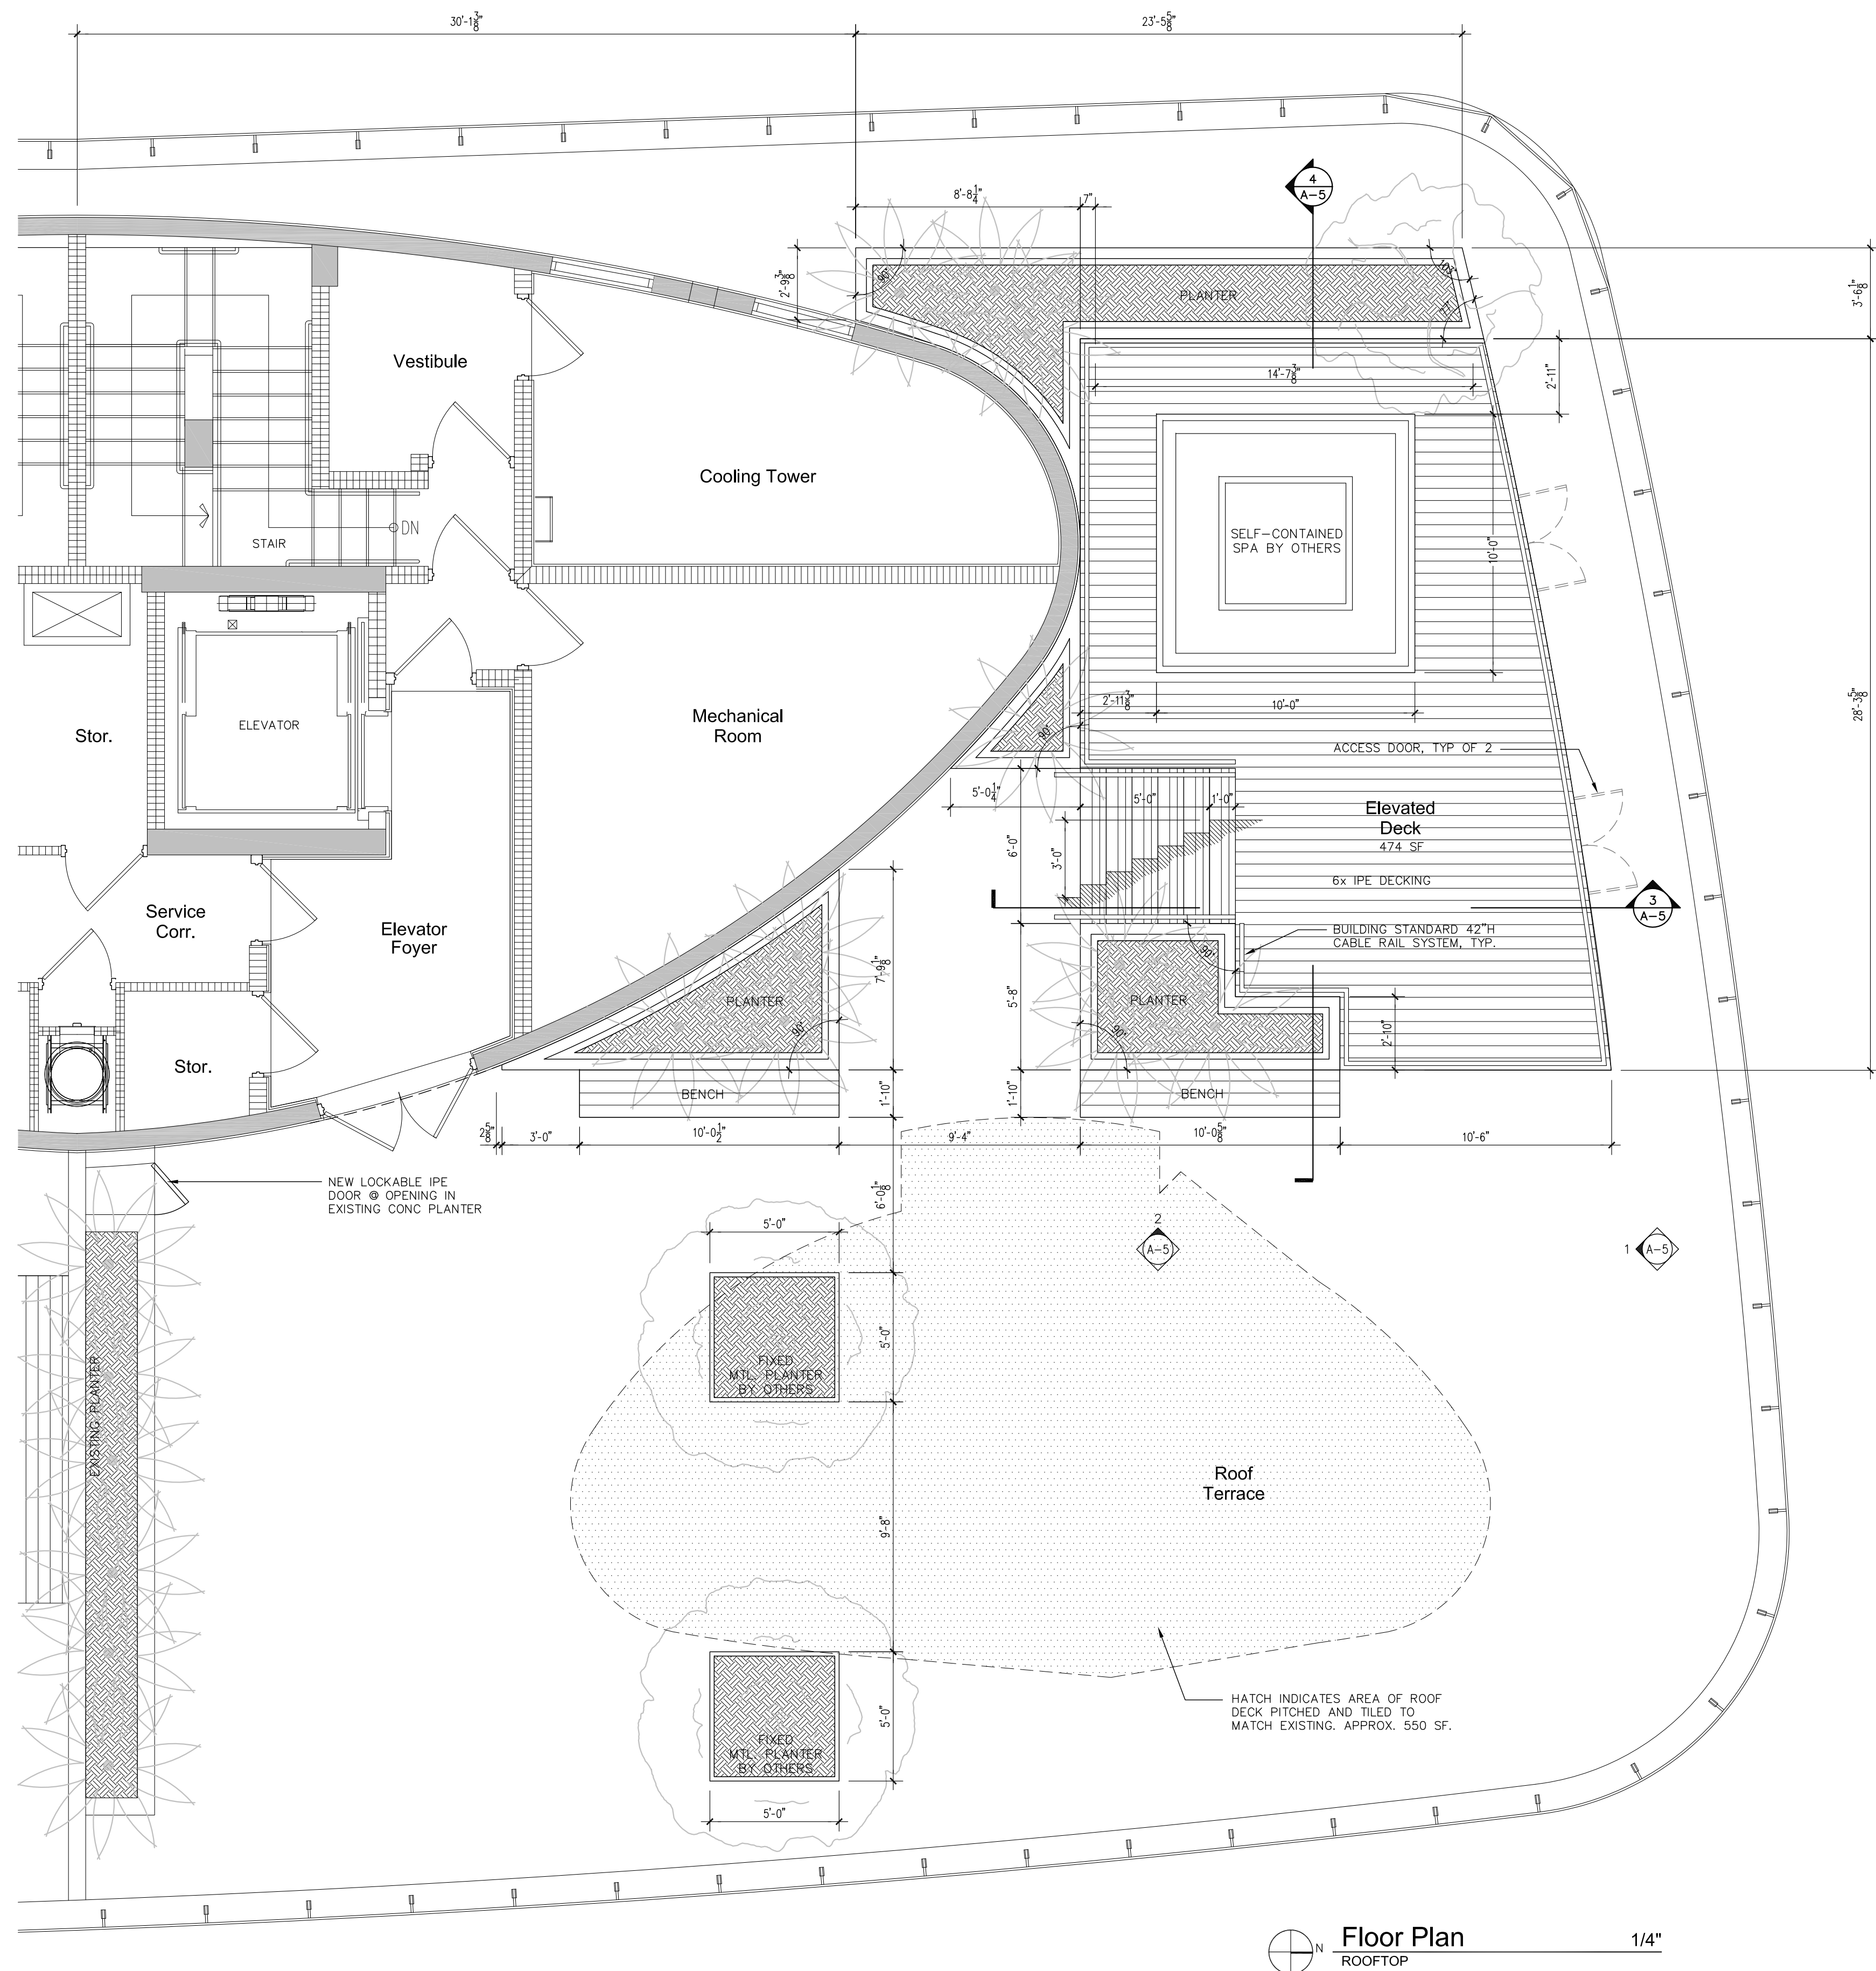 30'-1 3/8"
23'-5 5/8"
4
A-5
8'-8 1/4"
7"
2'-9 3/8"
90°
103°
PLANTER
77°
3'-6 1/8"
Vestibule
14'-7 3/8"
2'-11"
Cooling Tower
SELF-CONTAINED
SPA BY OTHERS
10'-0"
DN
STAIR
2'-11 3/8"
10'-0"
28'-3 5/8"
Stor.
ELEVATOR
Mechanical
Room
90°
ACCESS DOOR, TYP OF 2
5'-0 1/4"
5'-0"
1'-0"
Elevated
Deck
474 SF
6'-0"
3'-0"
6x IPE DECKING
3
A-5
Service
Corr.
Elevator
Foyer
BUILDING STANDARD 42"H
CABLE RAIL SYSTEM, TYP.
90°
7'-9 1/8"
PLANTER
PLANTER
5'-8"
90°
90°
2'-10"
Stor.
BENCH
BENCH
1'-10"
1'-10"
2 5/8"
3'-0"
10'-0 1/2"
9'-4"
10'-0 5/8"
10'-6"
NEW LOCKABLE IPE
DOOR @ OPENING IN
EXISTING CONC PLANTER
6'-0 1/8"
5'-0"
2
A-5
1
A-5
5'-0"
FIXED
MTL. PLANTER
BY OTHERS
EXISTING PLANTER
Roof
Terrace
9'-8"
HATCH INDICATES AREA OF ROOF
DECK PITCHED AND TILED TO
MATCH EXISTING. APPROX. 550 SF.
5'-0"
FIXED
MTL. PLANTER
BY OTHERS
5'-0"
N
Floor Plan
1/4"
ROOFTOP